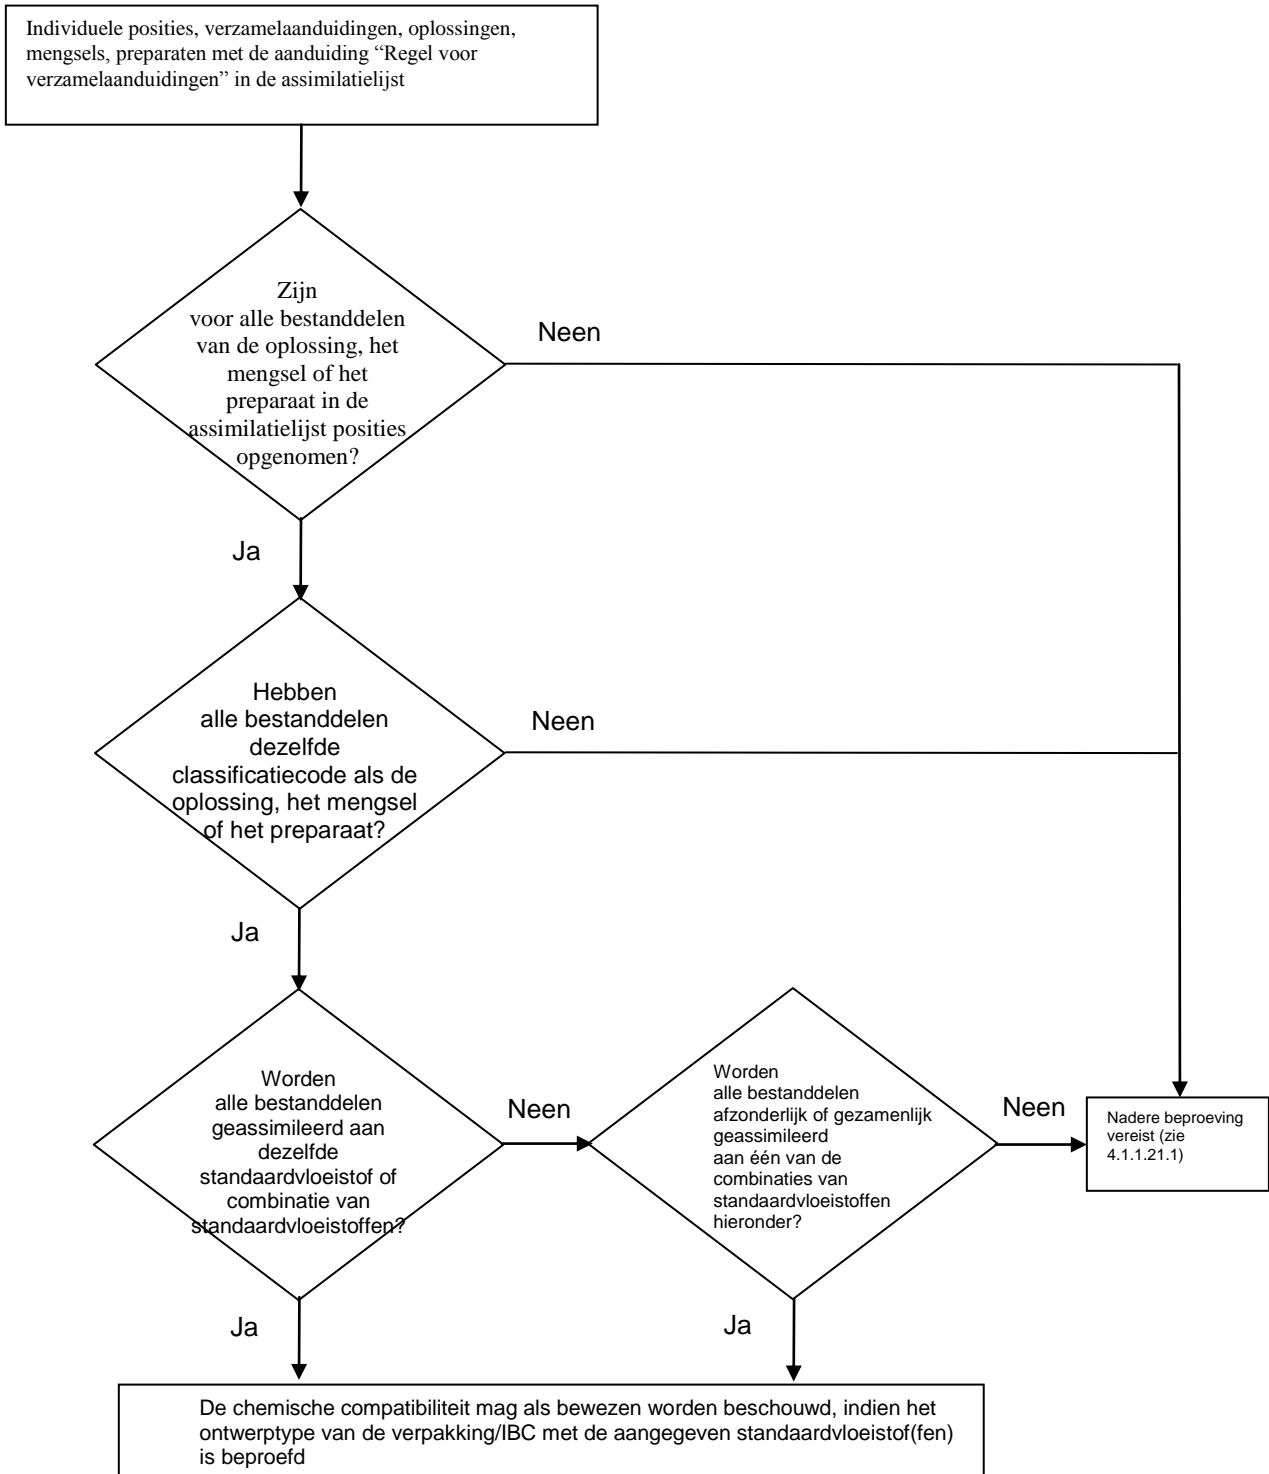 Individuele posities, verzamelaanduidingen, oplossingen,
mengsels, preparaten met de aanduiding “Regel voor
verzamelaanduidingen” in de assimilatielijst
Zijn
voor alle bestanddelen
van de oplossing, het
mengsel of het
preparaat in de
assimilatielijst posities
opgenomen?
Neen
Ja
Hebben
alle bestanddelen
dezelfde
classificatiecode als de
oplossing, het mengsel
of het preparaat?
Neen
Ja
Worden
alle bestanddelen
geassimileerd aan
dezelfde
standaardvloeistof of
combinatie van
standaardvloeistoffen?
Neen
Worden
alle bestanddelen
afzonderlijk of gezamenlijk
geassimileerd
aan één van de
combinaties van
standaardvloeistoffen
hieronder?
Neen
Nadere beproeving
vereist (zie
4.1.1.21.1)
Ja
Ja
De chemische compatibiliteit mag als bewezen worden beschouwd, indien het
ontwerptype van de verpakking/IBC met de aangegeven standaardvloeistof(fen)
is beproefd